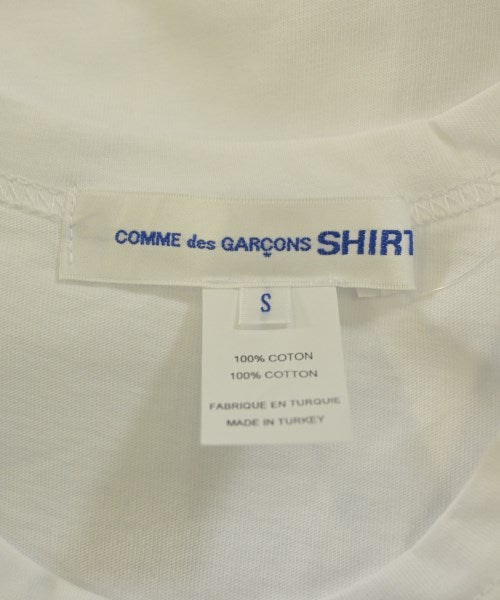 COMME des GARÇONS SHIRT
S
100% COTON
100% COTTON
FABRIQUE EN TURQUIE
MADE IN TURKEY